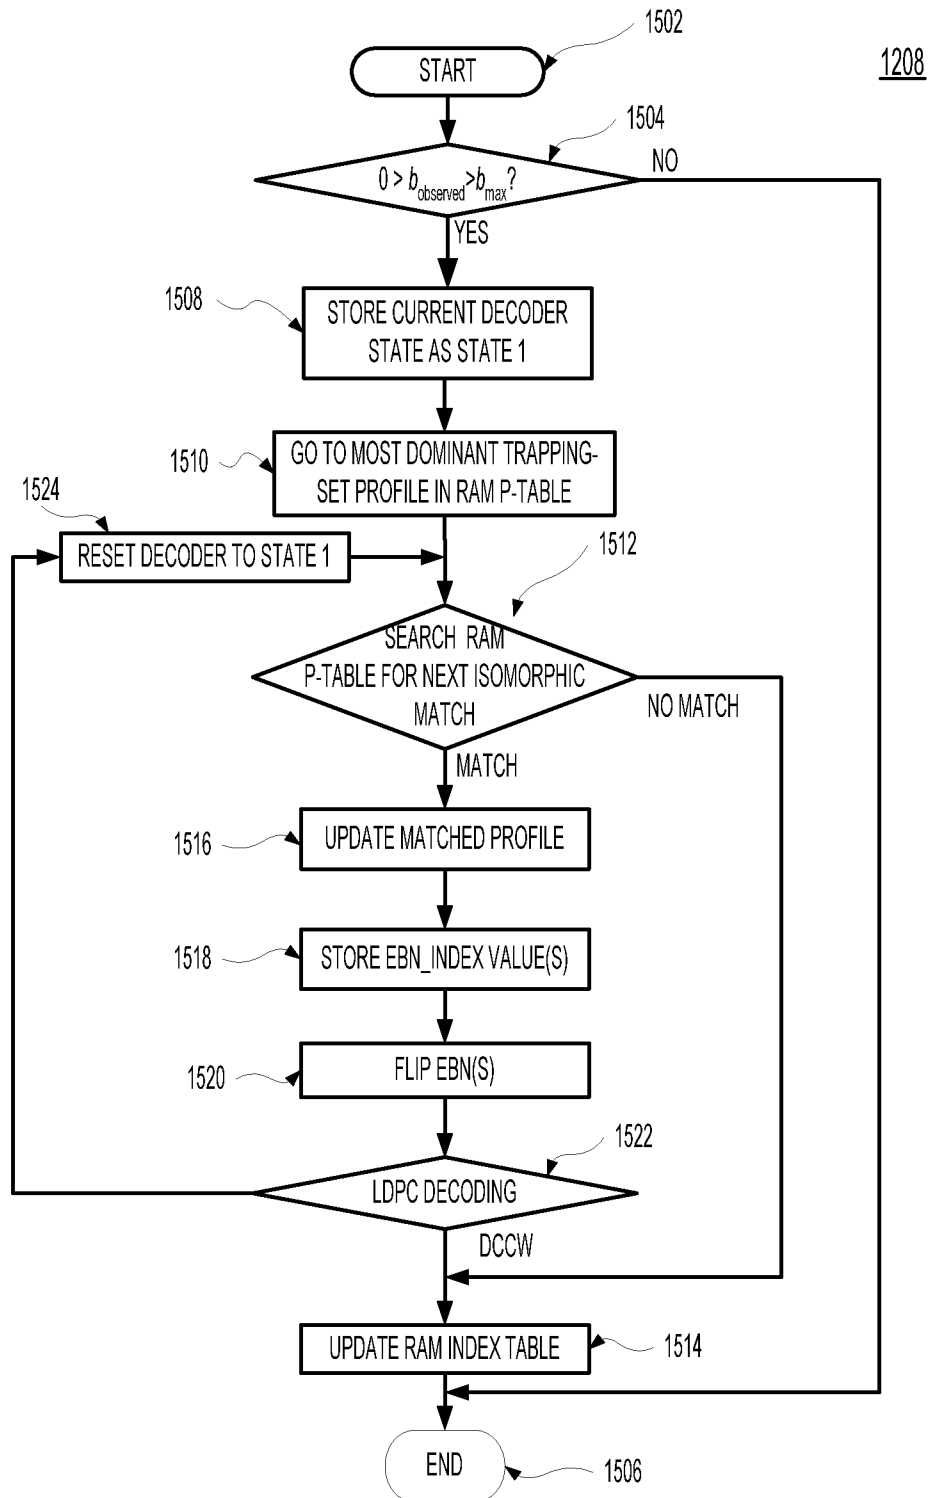 1502
START
1208
1504
0 > b observed > b max ?
NO
YES
1508
STORE CURRENT DECODER
STATE AS STATE 1
1510
GO TO MOST DOMINANT TRAPPING-
SET PROFILE IN RAM P-TABLE
1524
RESET DECODER TO STATE 1
1512
SEARCH RAM
P-TABLE FOR NEXT ISOMORPHIC
MATCH
NO MATCH
MATCH
1516
UPDATE MATCHED PROFILE
1518
STORE EBN_INDEX VALUE(S)
1520
FLIP EBN(S)
1522
LDPC DECODING
DCCW
UPDATE RAM INDEX TABLE
1514
END
1506